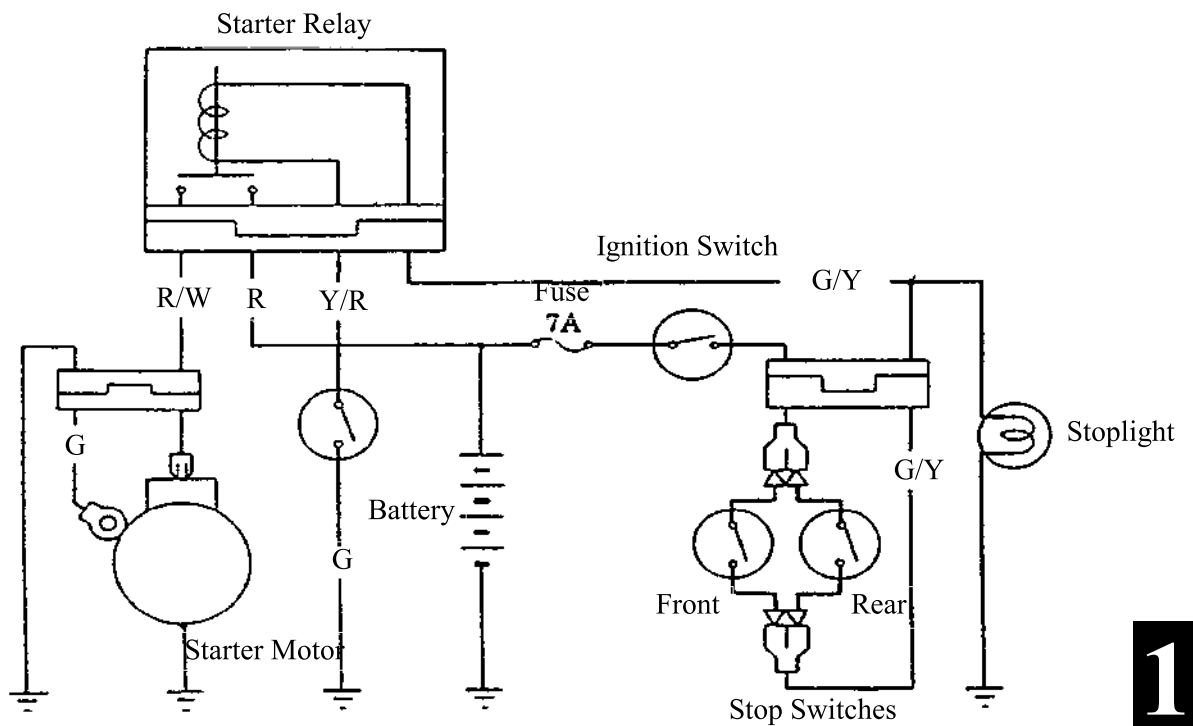 Starter Relay
Ignition Switch
R/W
R
Y/R
Fuse
7A
G/Y
G
G/Y
Stoplight
Battery
G
Front
Rear
Starter Motor
Stop Switches
1